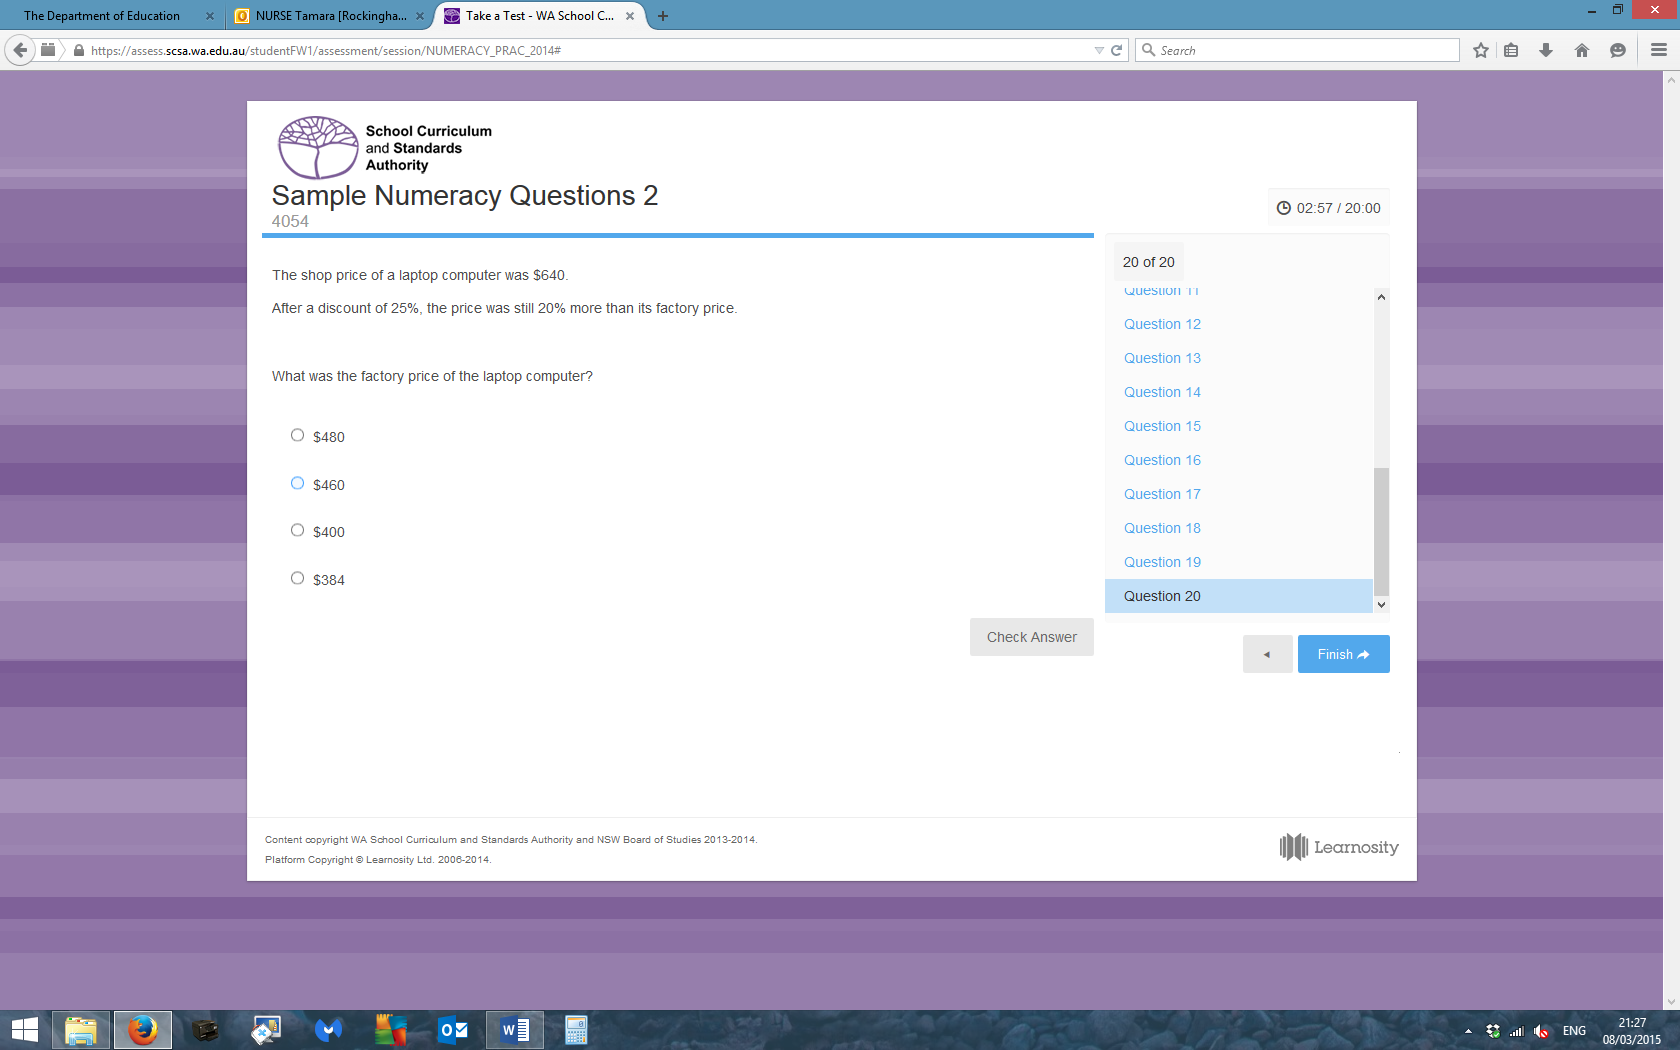 The Department of Education
NURSE Tamara [Rockingha...
Take a Test - WA School C...
https://assess.scsa.wa.edu.au/studentFW1/assessment/session/NUMERACY_PRAC_2014#
Search
School Curriculum
and Standards
Authority
Sample Numeracy Questions 2
4054
02:57 / 20:00
The shop price of a laptop computer was $640.
After a discount of 25%, the price was still 20% more than its factory price.
What was the factory price of the laptop computer?
$480
$460
$400
$384
Check Answer
20 of 20
Question 11
Question 12
Question 13
Question 14
Question 15
Question 16
Question 17
Question 18
Question 19
Question 20
Finish
Content copyright WA School Curriculum and Standards Authority and NSW Board of Studies 2013-2014.
Platform Copyright © Learnosity Ltd. 2006-2014.
Learnosity
ENG
21:27
08/03/2015